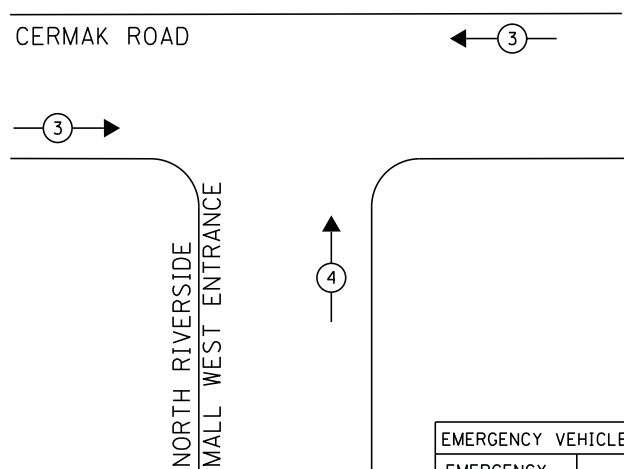 CERMAK ROAD
3
3
NORTH RIVERSIDE
MALL WEST ENTRANCE
4
EMERGENCY VEHICLE
EMERGENCY